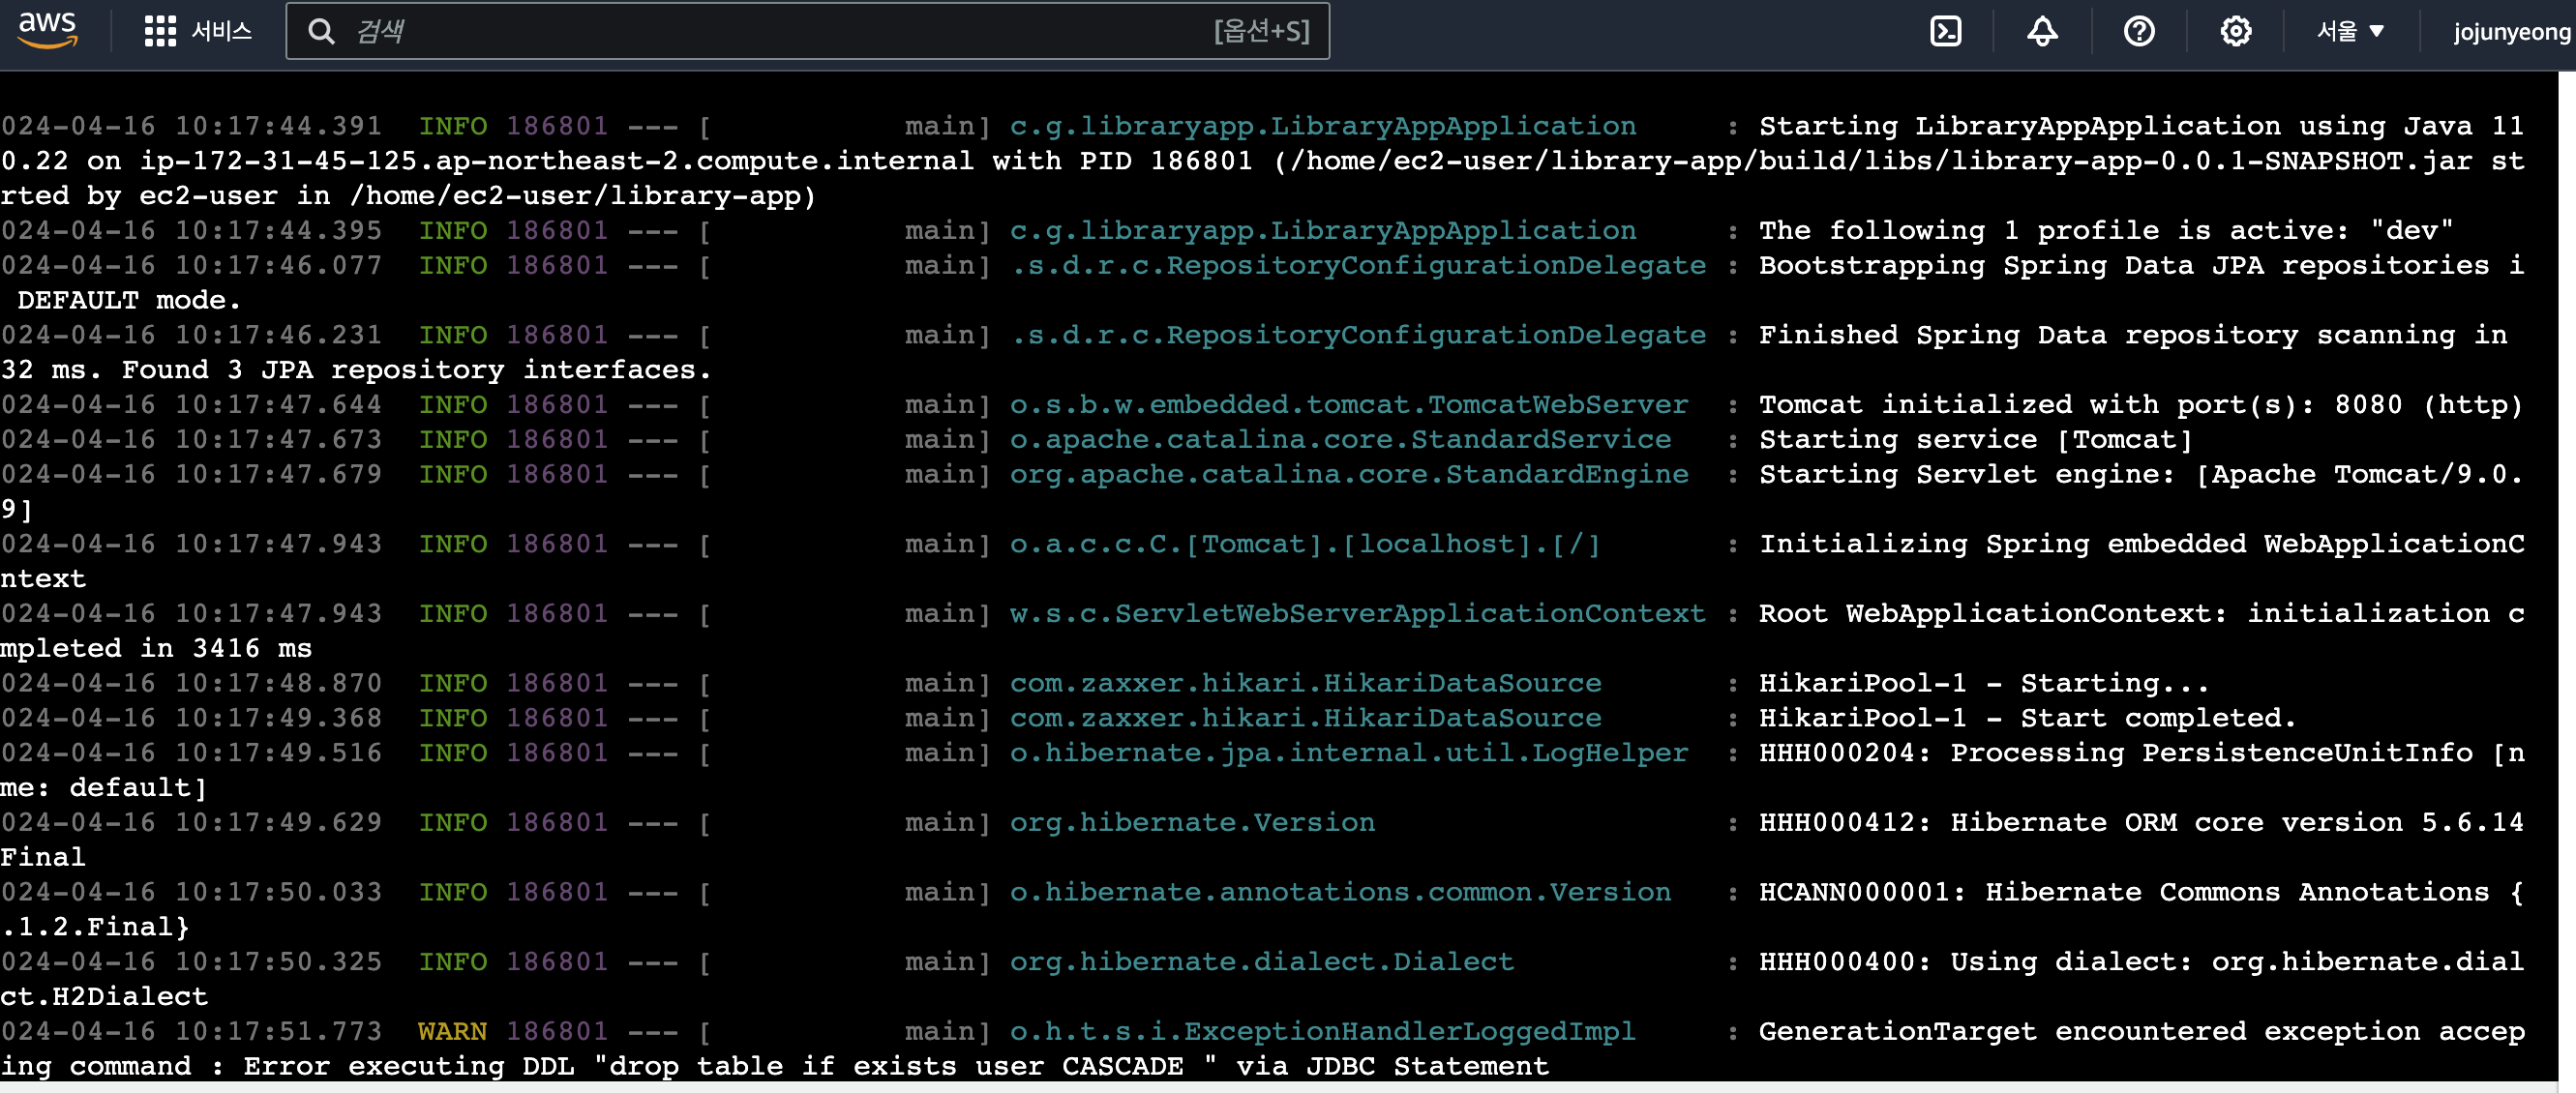 aws
서비스
검색
[옵션+S]
서울 ▼
jojunyeong
024-04-16 10:17:44.391  INFO 186801 --- [           main] c.g.libraryapp.LibraryAppApplication     : Starting LibraryAppApplication using Java 11
0.22 on ip-172-31-45-125.ap-northeast-2.compute.internal with PID 186801 (/home/ec2-user/library-app/build/libs/library-app-0.0.1-SNAPSHOT.jar st
rted by ec2-user in /home/ec2-user/library-app)
024-04-16 10:17:44.395  INFO 186801 --- [           main] c.g.libraryapp.LibraryAppApplication     : The following 1 profile is active: "dev"
024-04-16 10:17:46.077  INFO 186801 --- [           main] .s.d.r.c.RepositoryConfigurationDelegate : Bootstrapping Spring Data JPA repositories i
 DEFAULT mode.
024-04-16 10:17:46.231  INFO 186801 --- [           main] .s.d.r.c.RepositoryConfigurationDelegate : Finished Spring Data repository scanning in
32 ms. Found 3 JPA repository interfaces.
024-04-16 10:17:47.644  INFO 186801 --- [           main] o.s.b.w.embedded.tomcat.TomcatWebServer  : Tomcat initialized with port(s): 8080 (http)
024-04-16 10:17:47.673  INFO 186801 --- [           main] o.apache.catalina.core.StandardService   : Starting service [Tomcat]
024-04-16 10:17:47.679  INFO 186801 --- [           main] org.apache.catalina.core.StandardEngine  : Starting Servlet engine: [Apache Tomcat/9.0.
9]
024-04-16 10:17:47.943  INFO 186801 --- [           main] o.a.c.c.C.[Tomcat].[localhost].[/]       : Initializing Spring embedded WebApplicationC
ntext
024-04-16 10:17:47.943  INFO 186801 --- [           main] w.s.c.ServletWebServerApplicationContext : Root WebApplicationContext: initialization c
mpleted in 3416 ms
024-04-16 10:17:48.870  INFO 186801 --- [           main] com.zaxxer.hikari.HikariDataSource       : HikariPool-1 - Starting...
024-04-16 10:17:49.368  INFO 186801 --- [           main] com.zaxxer.hikari.HikariDataSource       : HikariPool-1 - Start completed.
024-04-16 10:17:49.516  INFO 186801 --- [           main] o.hibernate.jpa.internal.util.LogHelper  : HHH000204: Processing PersistenceUnitInfo [n
me: default]
024-04-16 10:17:49.629  INFO 186801 --- [           main] org.hibernate.Version                    : HHH000412: Hibernate ORM core version 5.6.14
Final
024-04-16 10:17:50.033  INFO 186801 --- [           main] o.hibernate.annotations.common.Version   : HCANN000001: Hibernate Commons Annotations {
.1.2.Final}
024-04-16 10:17:50.325  INFO 186801 --- [           main] org.hibernate.dialect.Dialect            : HHH000400: Using dialect: org.hibernate.dial
ct.H2Dialect
024-04-16 10:17:51.773  WARN 186801 --- [           main] o.h.t.s.i.ExceptionHandlerLoggedImpl     : GenerationTarget encountered exception accep
ing command : Error executing DDL "drop table if exists user CASCADE " via JDBC Statement